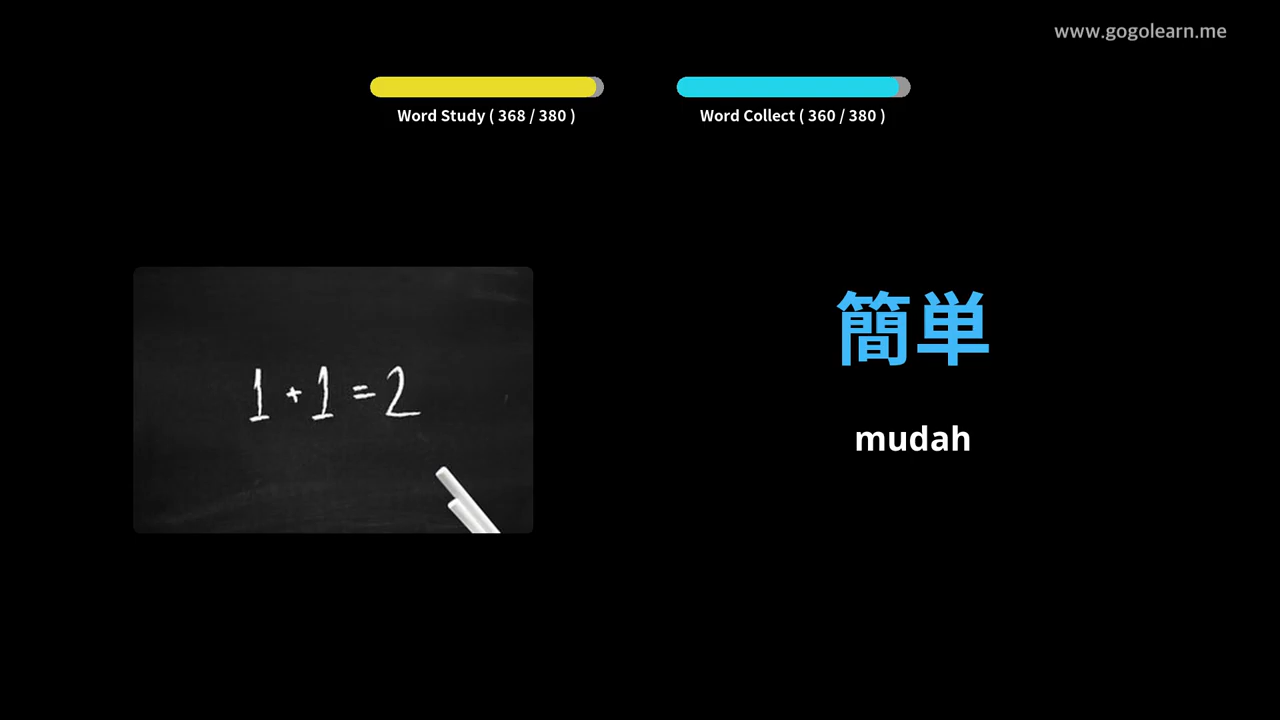 www.gogolearn.me
Word Study ( 368 / 380 )
Word Collect ( 360 / 380 )
1 + 1 = 2
簡単
mudah